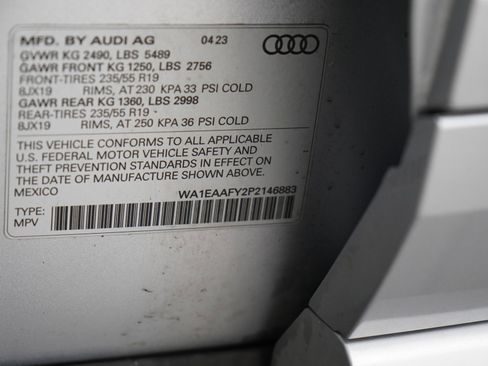 MFD. BY AUDI AG 04 23
GVWR KG 2490, LBS 5489
GAWR FRONT KG 1250, LBS 2756
FRONT-TIRES 235/55 R19
8JX19 RIMS, AT 230 KPA 33 PSI COLD
GAWR REAR KG 1360, LBS 2998
REAR-TIRES 235/55 R19
8JX19 RIMS, AT 250 KPA 36 PSI COLD
THIS VEHICLE CONFORMS TO ALL APPLICABLE
U.S. FEDERAL MOTOR VEHICLE SAFETY AND
THEFT PREVENTION STANDARDS IN EFFECT ON
THE DATE OF MANUFACTURE SHOWN ABOVE.
MEXICO WA1EAAFY2P2146883
TYPE:
MPV